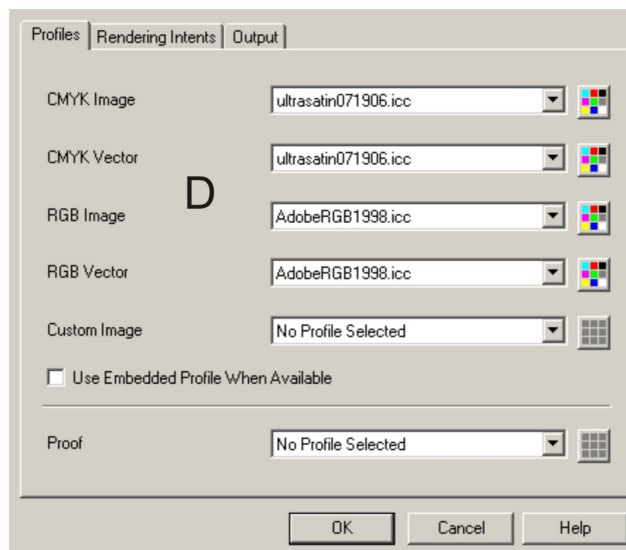 Profiles Rendering Intents Output
CMYK Image ultrasatin071906.icc
CMYK Vector ultrasatin071906.icc
D
RGB Image AdobeRGB1998.icc
RGB Vector AdobeRGB1998.icc
Custom Image No Profile Selected
Use Embedded Profile When Available
Proof No Profile Selected
OK Cancel Help